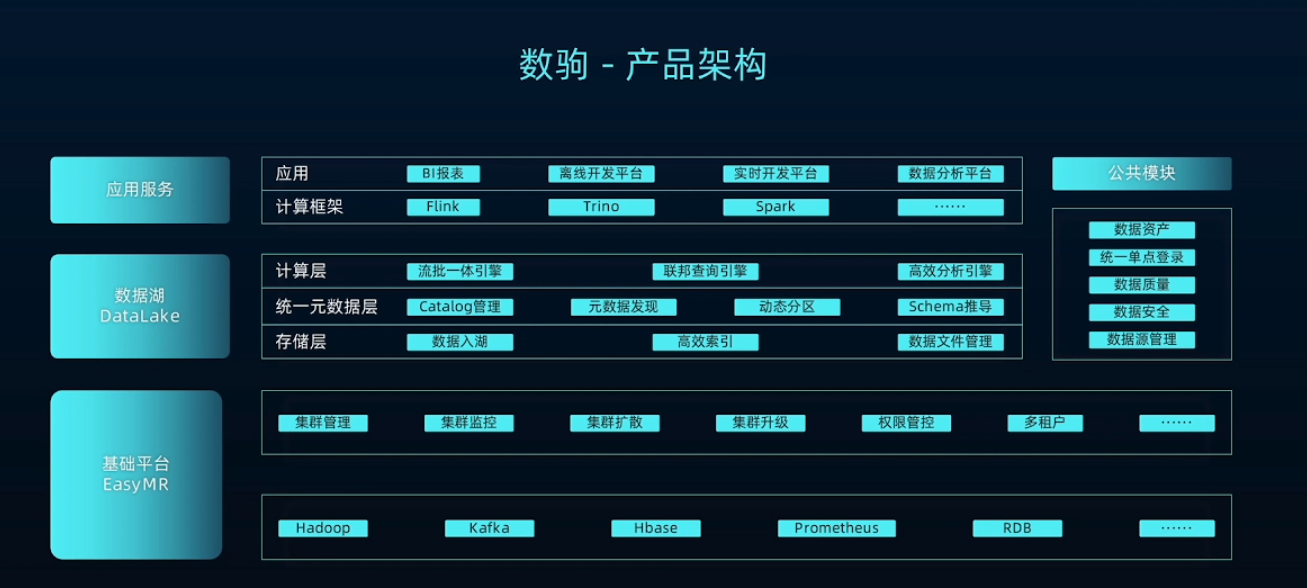 数驹 - 产品架构
应用服务
应用 BI报表 离线开发平台 实时开发平台 数据分析平台
计算框架 Flink Trino Spark ······
数据湖
DataLake
计算层 流批一体引擎 联邦查询引擎 高效分析引擎
统一元数据层 Catalog管理 元数据发现 动态分区 Schema推导
存储层 数据入湖 高效索引 数据文件管理
公共模块
数据资产
统一单点登录
数据质量
数据安全
数据源管理
基础平台
EasyMR
集群管理 集群监控 集群扩散 集群升级 权限管控 多租户 ······
Hadoop Kafka Hbase Prometheus RDB ······